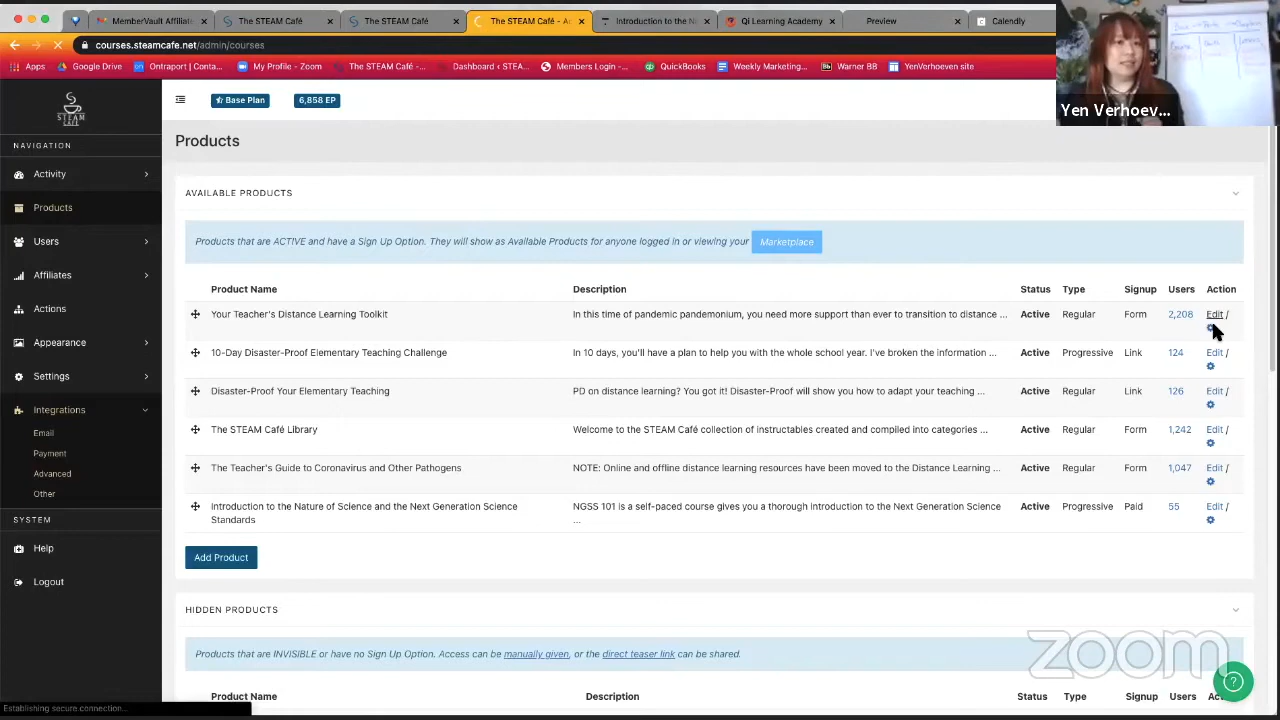 MemberVault Affiliate
The STEAM Café
The STEAM Café
The STEAM Café - A
Introduction to the N
Qi Learning Academy
Preview
Calendly
courses.steamcafe.net/admin/courses
Apps
Google Drive
Ontraport | Conta...
My Profile - Zoom
The STEAM Café -...
Dashboard ‹ STEA...
Members Login -...
QuickBooks
Weekly Marketing...
Warner BB
YenVerhoeven site
Yen Verhoev...
STEAM CAFE
Base Plan
6,858 EP
NAVIGATION
Activity
Products
Users
Affiliates
Actions
Appearance
Settings
Integrations
Email
Payment
Advanced
Other
SYSTEM
Help
Logout
Products
AVAILABLE PRODUCTS
Products that are ACTIVE and have a Sign Up Option. They will show as Available Products for anyone logged in or viewing your Marketplace
Product Name Description Status Type Signup Users Action
Your Teacher's Distance Learning Toolkit In this time of pandemic pandemonium, you need more support than ever to transition to distance ... Active Regular Form 2,208 Edit /
10-Day Disaster-Proof Elementary Teaching Challenge In 10 days, you'll have a plan to help you with the whole school year. I've broken the information ... Active Progressive Link 124 Edit /
Disaster-Proof Your Elementary Teaching PD on distance learning? You got it! Disaster-Proof will show you how to adapt your teaching ... Active Regular Link 126 Edit /
The STEAM Café Library Welcome to the STEAM Café collection of instructables created and compiled into categories ... Active Regular Form 1,242 Edit /
The Teacher's Guide to Coronavirus and Other Pathogens NOTE: Online and offline distance learning resources have been moved to the Distance Learning ... Active Regular Form 1,047 Edit /
Introduction to the Nature of Science and the Next Generation Science NGSS 101 is a self-paced course gives you a thorough introduction to the Next Generation Science Active Progressive Paid 55 Edit /
Standards ...
Add Product
HIDDEN PRODUCTS
Products that are INVISIBLE or have no Sign Up Option. Access can be manually given, or the direct teaser link can be shared.
Product Name Description Status Type Signup Users
zoom
Establishing secure connection...